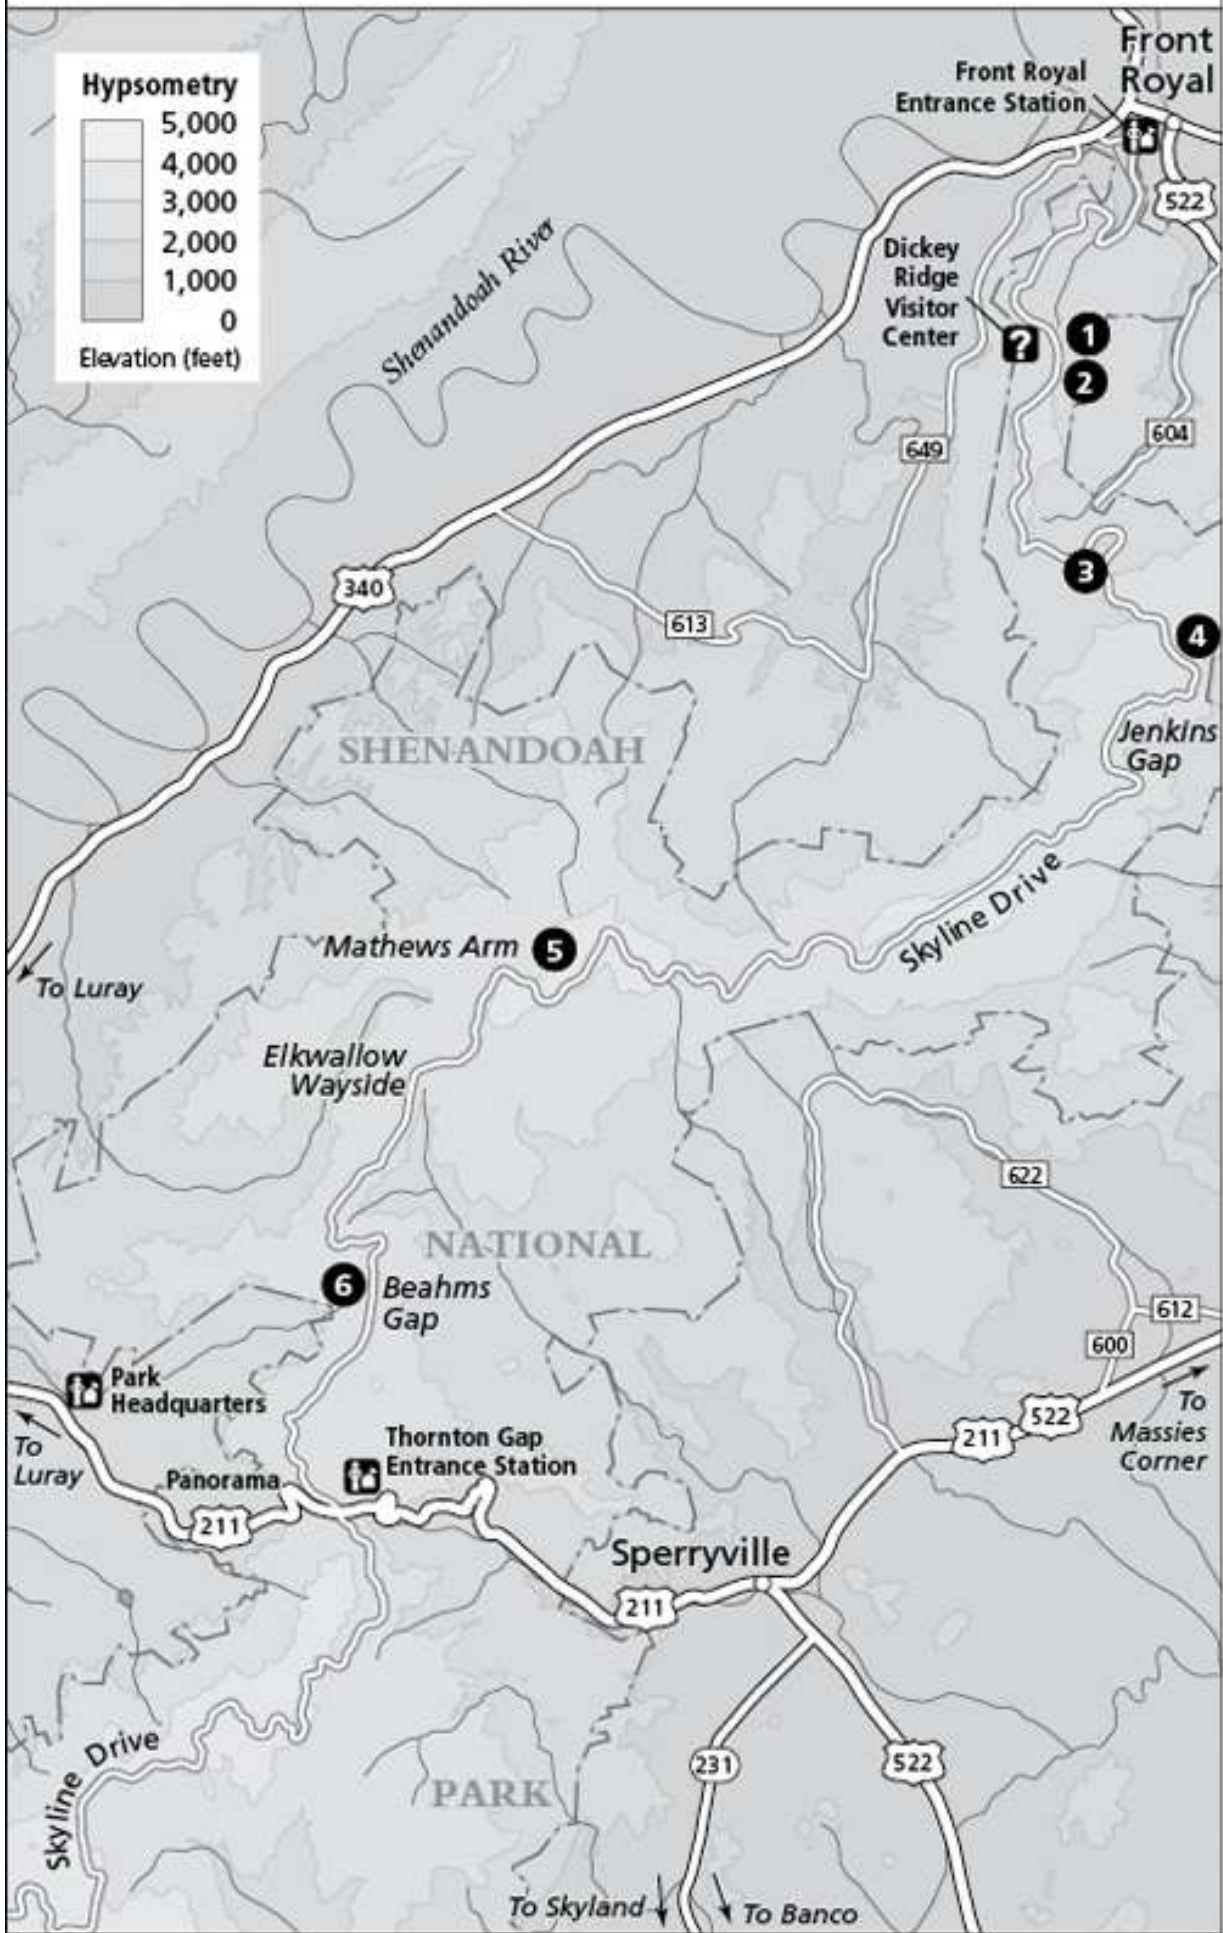 Hypsometry
5,000
4,000
3,000
2,000
1,000
0
Elevation (feet)
Front
Royal
Front Royal
Entrance Station
522
Shenandoah River
Dickey
Ridge
Visitor
Center
?
1
2
604
649
3
340
613
4
SHENANDOAH
Jenkins
Gap
Skyline Drive
Mathews Arm
5
To Luray
Elkwallow
Wayside
622
NATIONAL
6
Beahms
Gap
612
600
Park
Headquarters
To
Massies
Corner
522
211
To
Luray
Thornton Gap
Entrance Station
Panorama
211
Sperryville
211
Skyline Drive
231
522
PARK
To Skyland
To Banco